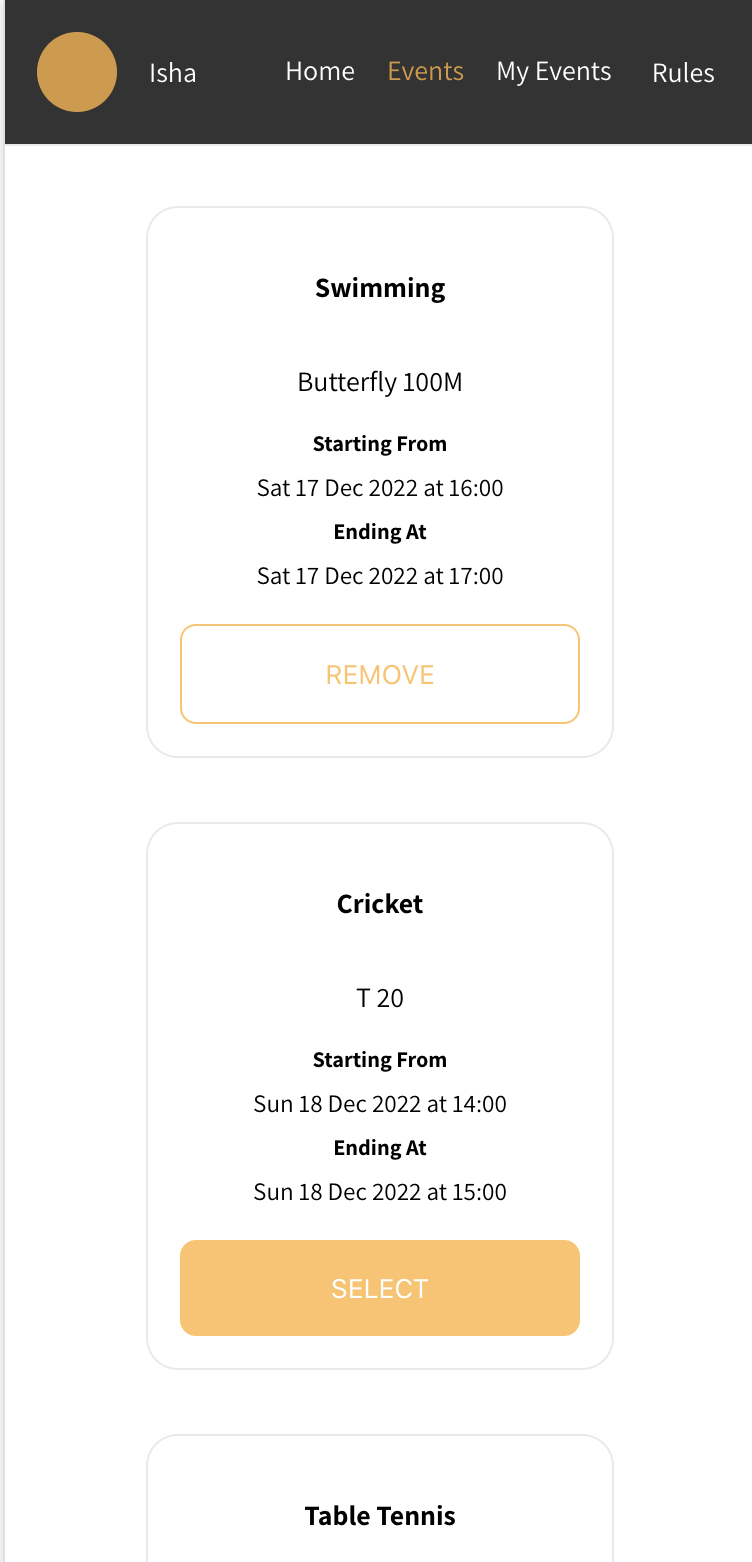 Isha Home Events My Events Rules
Swimming
Butterfly 100M
Starting From
Sat 17 Dec 2022 at 16:00
Ending At
Sat 17 Dec 2022 at 17:00
REMOVE
Cricket
T 20
Starting From
Sun 18 Dec 2022 at 14:00
Ending At
Sun 18 Dec 2022 at 15:00
SELECT
Table Tennis